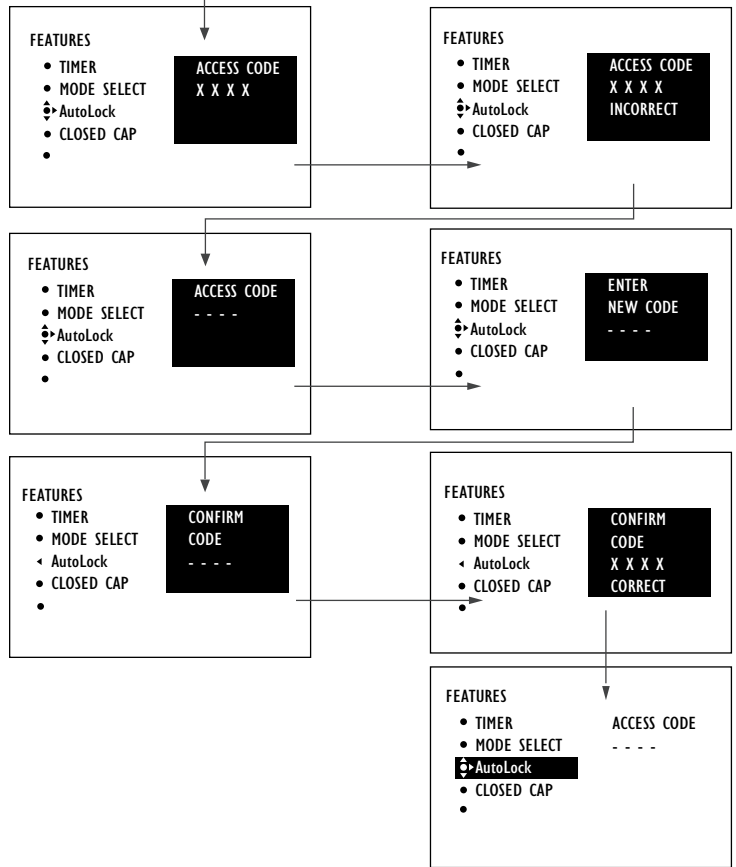 FEATURES
TIMER
MODE SELECT
AutoLock
CLOSED CAP
ACCESS CODE
X X X X
FEATURES
TIMER
MODE SELECT
AutoLock
CLOSED CAP
ACCESS CODE
X X X X
INCORRECT
FEATURES
TIMER
MODE SELECT
AutoLock
CLOSED CAP
ACCESS CODE
- - - -
FEATURES
TIMER
MODE SELECT
AutoLock
CLOSED CAP
ENTER
NEW CODE
- - - -
FEATURES
TIMER
MODE SELECT
AutoLock
CLOSED CAP
CONFIRM
CODE
- - - -
FEATURES
TIMER
MODE SELECT
AutoLock
CLOSED CAP
CONFIRM
CODE
X X X X
CORRECT
FEATURES
TIMER
MODE SELECT
AutoLock
CLOSED CAP
ACCESS CODE
- - - -